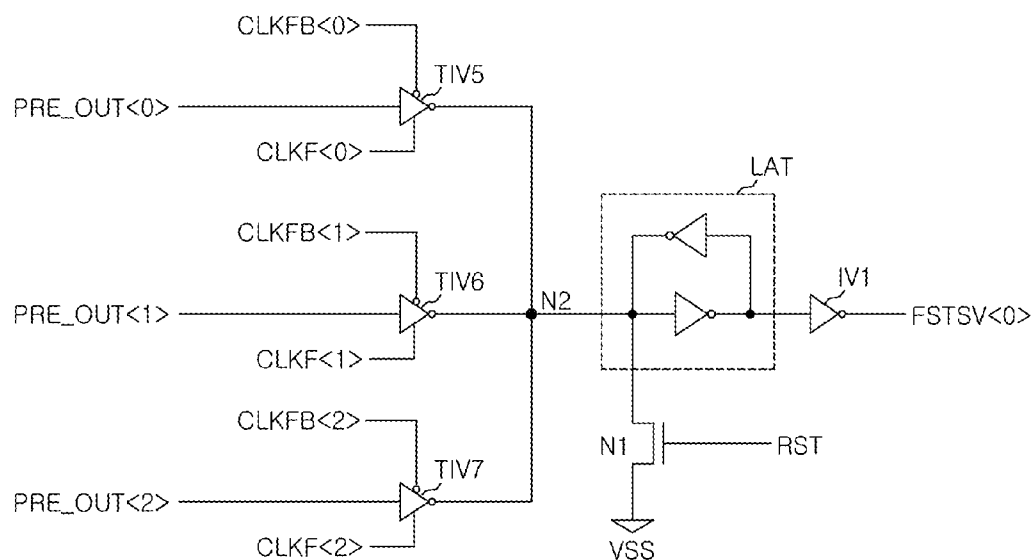 CLKFB<0>
TIV5
PRE_OUT<0>
CLKF<0>
LAT
CLKFB<1>
TIV6
IV1
N2
PRE_OUT<1>
FSTSV<0>
CLKF<1>
CLKFB<2>
N1
RST
TIV7
PRE_OUT<2>
CLKF<2>
VSS